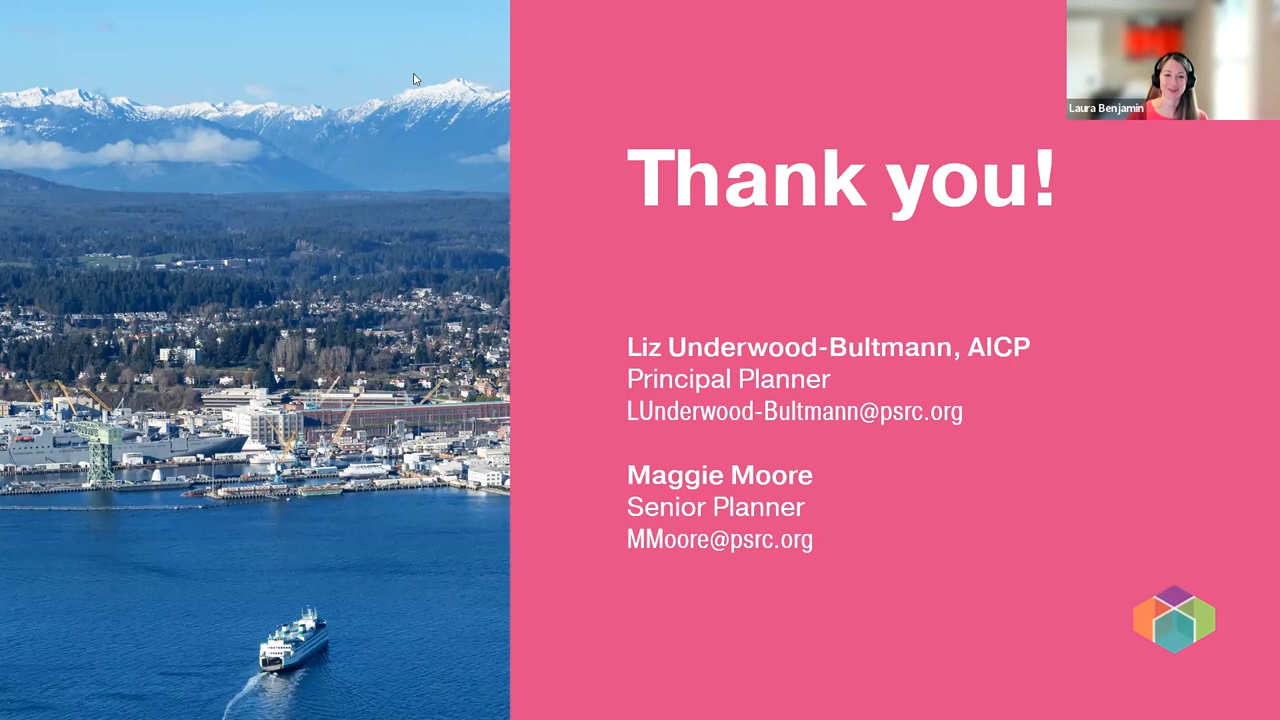 Laura Benjamin
Thank you!
Liz Underwood-Bultmann, AICP
Principal Planner
LUnderwood-Bultmann@psrc.org
Maggie Moore
Senior Planner
MMoore@psrc.org